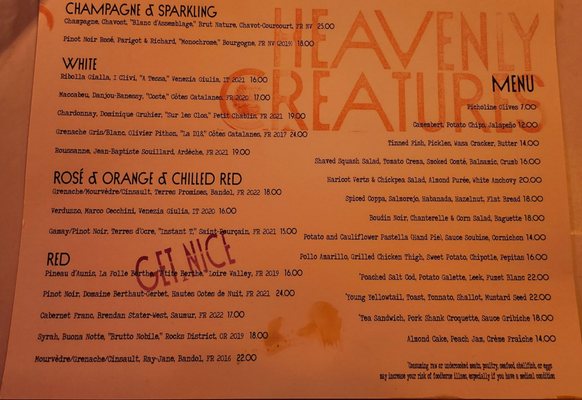 HEAVENLY
CREATURES
CHAMPAGNE & SPARKLING
Champagne, Chavost, "Blanc d'Assemblage," Brut Nature, Chavot-Courcourt, FR NV 25.00
Pinot Noir Rosé, Parigot & Richard, "Monochrome," Bourgogne, FR NV (2019) 18.00
WHITE
Ribolla Gialla, I Clivi, "A Tessa," Venezia Giulia, IT 2021 16.00
Maccabeu, Danjou-Banessy, "Coste," Côtes Catalanes, FR 2020 17.00
Chardonnay, Dominique Gruhier, "Sur les Clos," Petit Chablis, FR 2021 19.00
Grenache Gris/Blanc, Olivier Pithon, "La D18," Côtes Catalanes, FR 2017 24.00
Roussanne, Jean-Baptiste Souillard, Ardèche, FR 2021 19.00
ROSÉ & ORANGE & CHILLED RED
Grenache/Mourvèdre/Cinsault, Terres Promises, Bandol, FR 2022 18.00
Verduzzo, Marco Cecchini, Venezia Giulia, IT 2020 16.00
Gamay/Pinot Noir, Terres d'Ocre, "Instant T," Saint-Pourçain, FR 2021 15.00
GET NICE
RED
Pineau d'Aunis, La Folle Berthe, "P'tite Berthe," Loire Valley, FR 2019 16.00
Pinot Noir, Domaine Berthaut-Gerbet, Hautes Cotes de Nuit, FR 2021 24.00
Cabernet Franc, Brendan Stater-West, Saumur, FR 2022 17.00
Syrah, Buona Notte, "Brutto Nobile," Rocks District, OR 2019 18.00
Mourvèdre/Grenache/Cinsault, Ray-Jane, Bandol, FR 2016 22.00
MENU
Picholine Olives 7.00
Camembert, Potato Chips, Jalapeño 12.00
Tinned Fish, Pickles, Wasa Cracker, Butter 14.00
Shaved Squash Salad, Tomato Crema, Smoked Comté, Balsamic, Crumb 16.00
Haricot Verts & Chickpea Salad, Almond Purée, White Anchovy 20.00
Spiced Coppa, Salmorejo, Habanada, Hazelnut, Flat Bread 18.00
Boudin Noir, Chanterelle & Corn Salad, Baguette 18.00
Potato and Cauliflower Pastella (Hand Pie), Sauce Soubise, Cornichon 14.00
Pollo Amarillo, Grilled Chicken Thigh, Sweet Potato, Chipotle, Pepitas 16.00
*Poached Salt Cod, Potato Galette, Leek, Fumet Blanc 22.00
*Young Yellowtail, Toast, Tonnato, Shallot, Mustard Seed 22.00
*Tea Sandwich, Pork Shank Croquette, Sauce Gribiche 18.00
Almond Cake, Peach Jam, Crème Fraîche 14.00
*Consuming raw or undercooked meats, poultry, seafood, shellfish, or eggs
may increase your risk of foodborne illness, especially if you have a medical condition